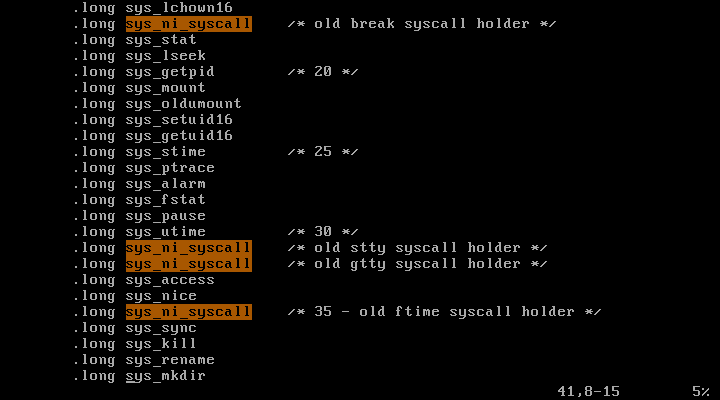 .long sys_lchown16
.long sys_ni_syscall /* old break syscall holder */
.long sys_stat
.long sys_lseek
.long sys_getpid /* 20 */
.long sys_mount
.long sys_oldumount
.long sys_setuid16
.long sys_getuid16
.long sys_stime /* 25 */
.long sys_ptrace
.long sys_alarm
.long sys_fstat
.long sys_pause
.long sys_utime /* 30 */
.long sys_ni_syscall /* old stty syscall holder */
.long sys_ni_syscall /* old gtty syscall holder */
.long sys_access
.long sys_nice
.long sys_ni_syscall /* 35 - old ftime syscall holder */
.long sys_sync
.long sys_kill
.long sys_rename
.long sys_mkdir
41,8-15 5%